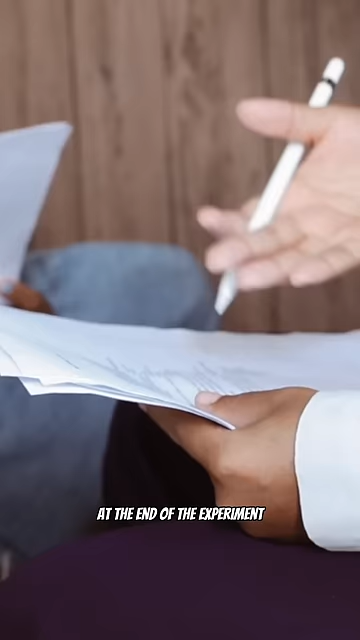 AT THE END OF THE EXPERIMENT